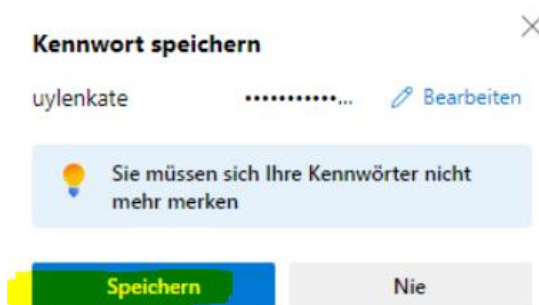 Kennwort speichern
uylenkate ••••••••••••... Bearbeiten
Sie müssen sich Ihre Kennwörter nicht
mehr merken
Speichern Nie